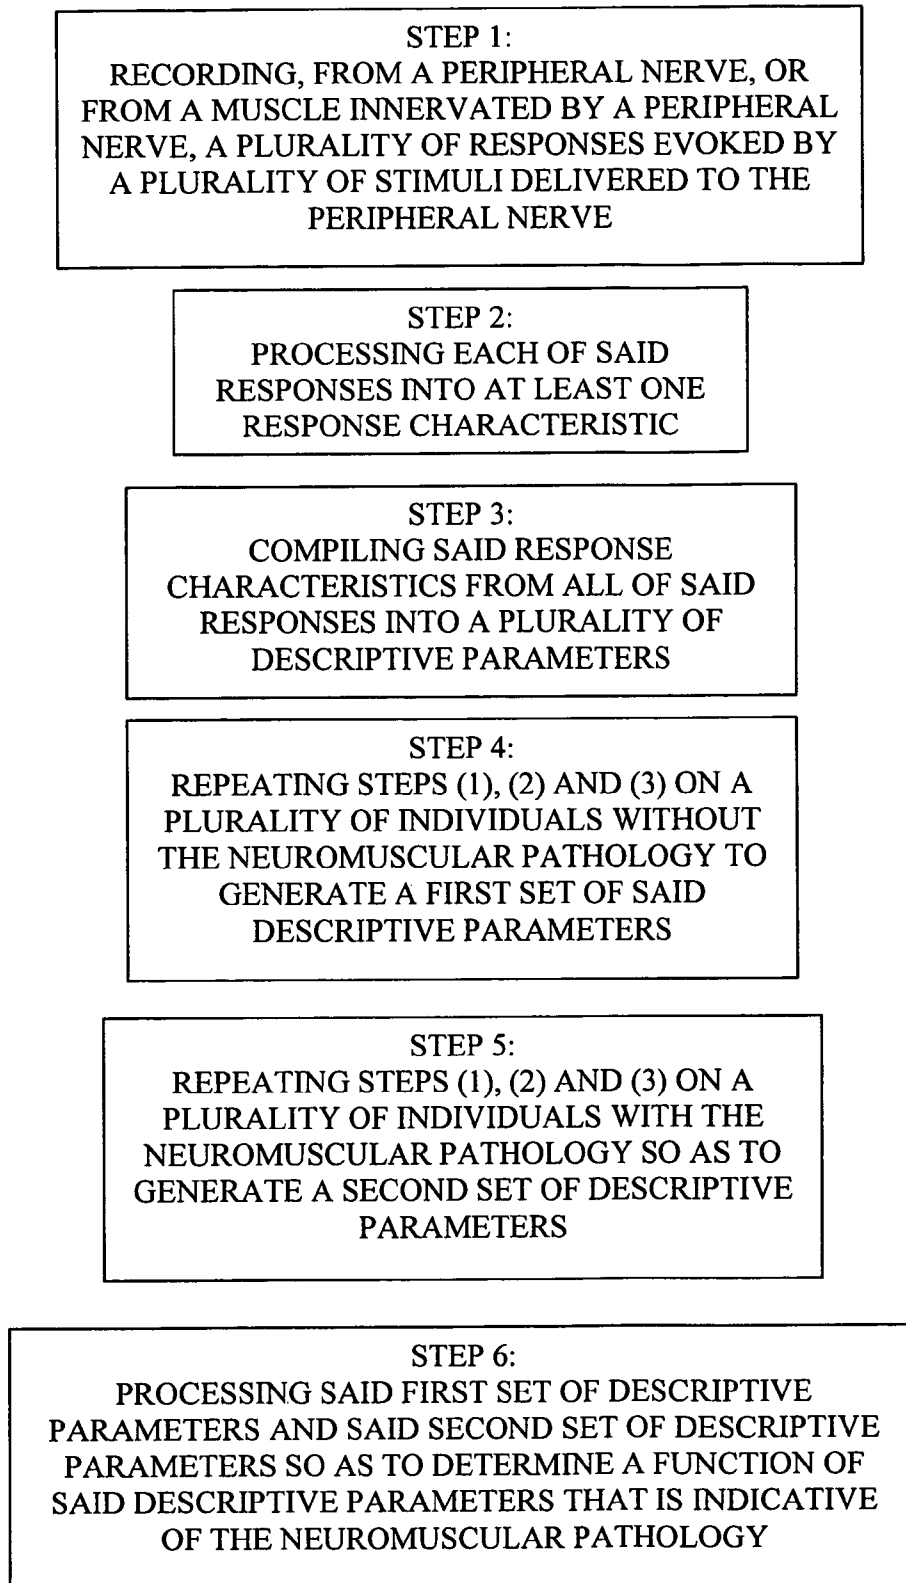 STEP 1:
RECORDING, FROM A PERIPHERAL NERVE, OR
FROM A MUSCLE INNERVATED BY A PERIPHERAL
NERVE, A PLURALITY OF RESPONSES EVOKED BY
A PLURALITY OF STIMULI DELIVERED TO THE
PERIPHERAL NERVE
STEP 2:
PROCESSING EACH OF SAID
RESPONSES INTO AT LEAST ONE
RESPONSE CHARACTERISTIC
STEP 3:
COMPILING SAID RESPONSE
CHARACTERISTICS FROM ALL OF SAID
RESPONSES INTO A PLURALITY OF
DESCRIPTIVE PARAMETERS
STEP 4:
REPEATING STEPS (1), (2) AND (3) ON A
PLURALITY OF INDIVIDUALS WITHOUT
THE NEUROMUSCULAR PATHOLOGY TO
GENERATE A FIRST SET OF SAID
DESCRIPTIVE PARAMETERS
STEP 5:
REPEATING STEPS (1), (2) AND (3) ON A
PLURALITY OF INDIVIDUALS WITH THE
NEUROMUSCULAR PATHOLOGY SO AS TO
GENERATE A SECOND SET OF DESCRIPTIVE
PARAMETERS
STEP 6:
PROCESSING SAID FIRST SET OF DESCRIPTIVE
PARAMETERS AND SAID SECOND SET OF DESCRIPTIVE
PARAMETERS SO AS TO DETERMINE A FUNCTION OF
SAID DESCRIPTIVE PARAMETERS THAT IS INDICATIVE
OF THE NEUROMUSCULAR PATHOLOGY